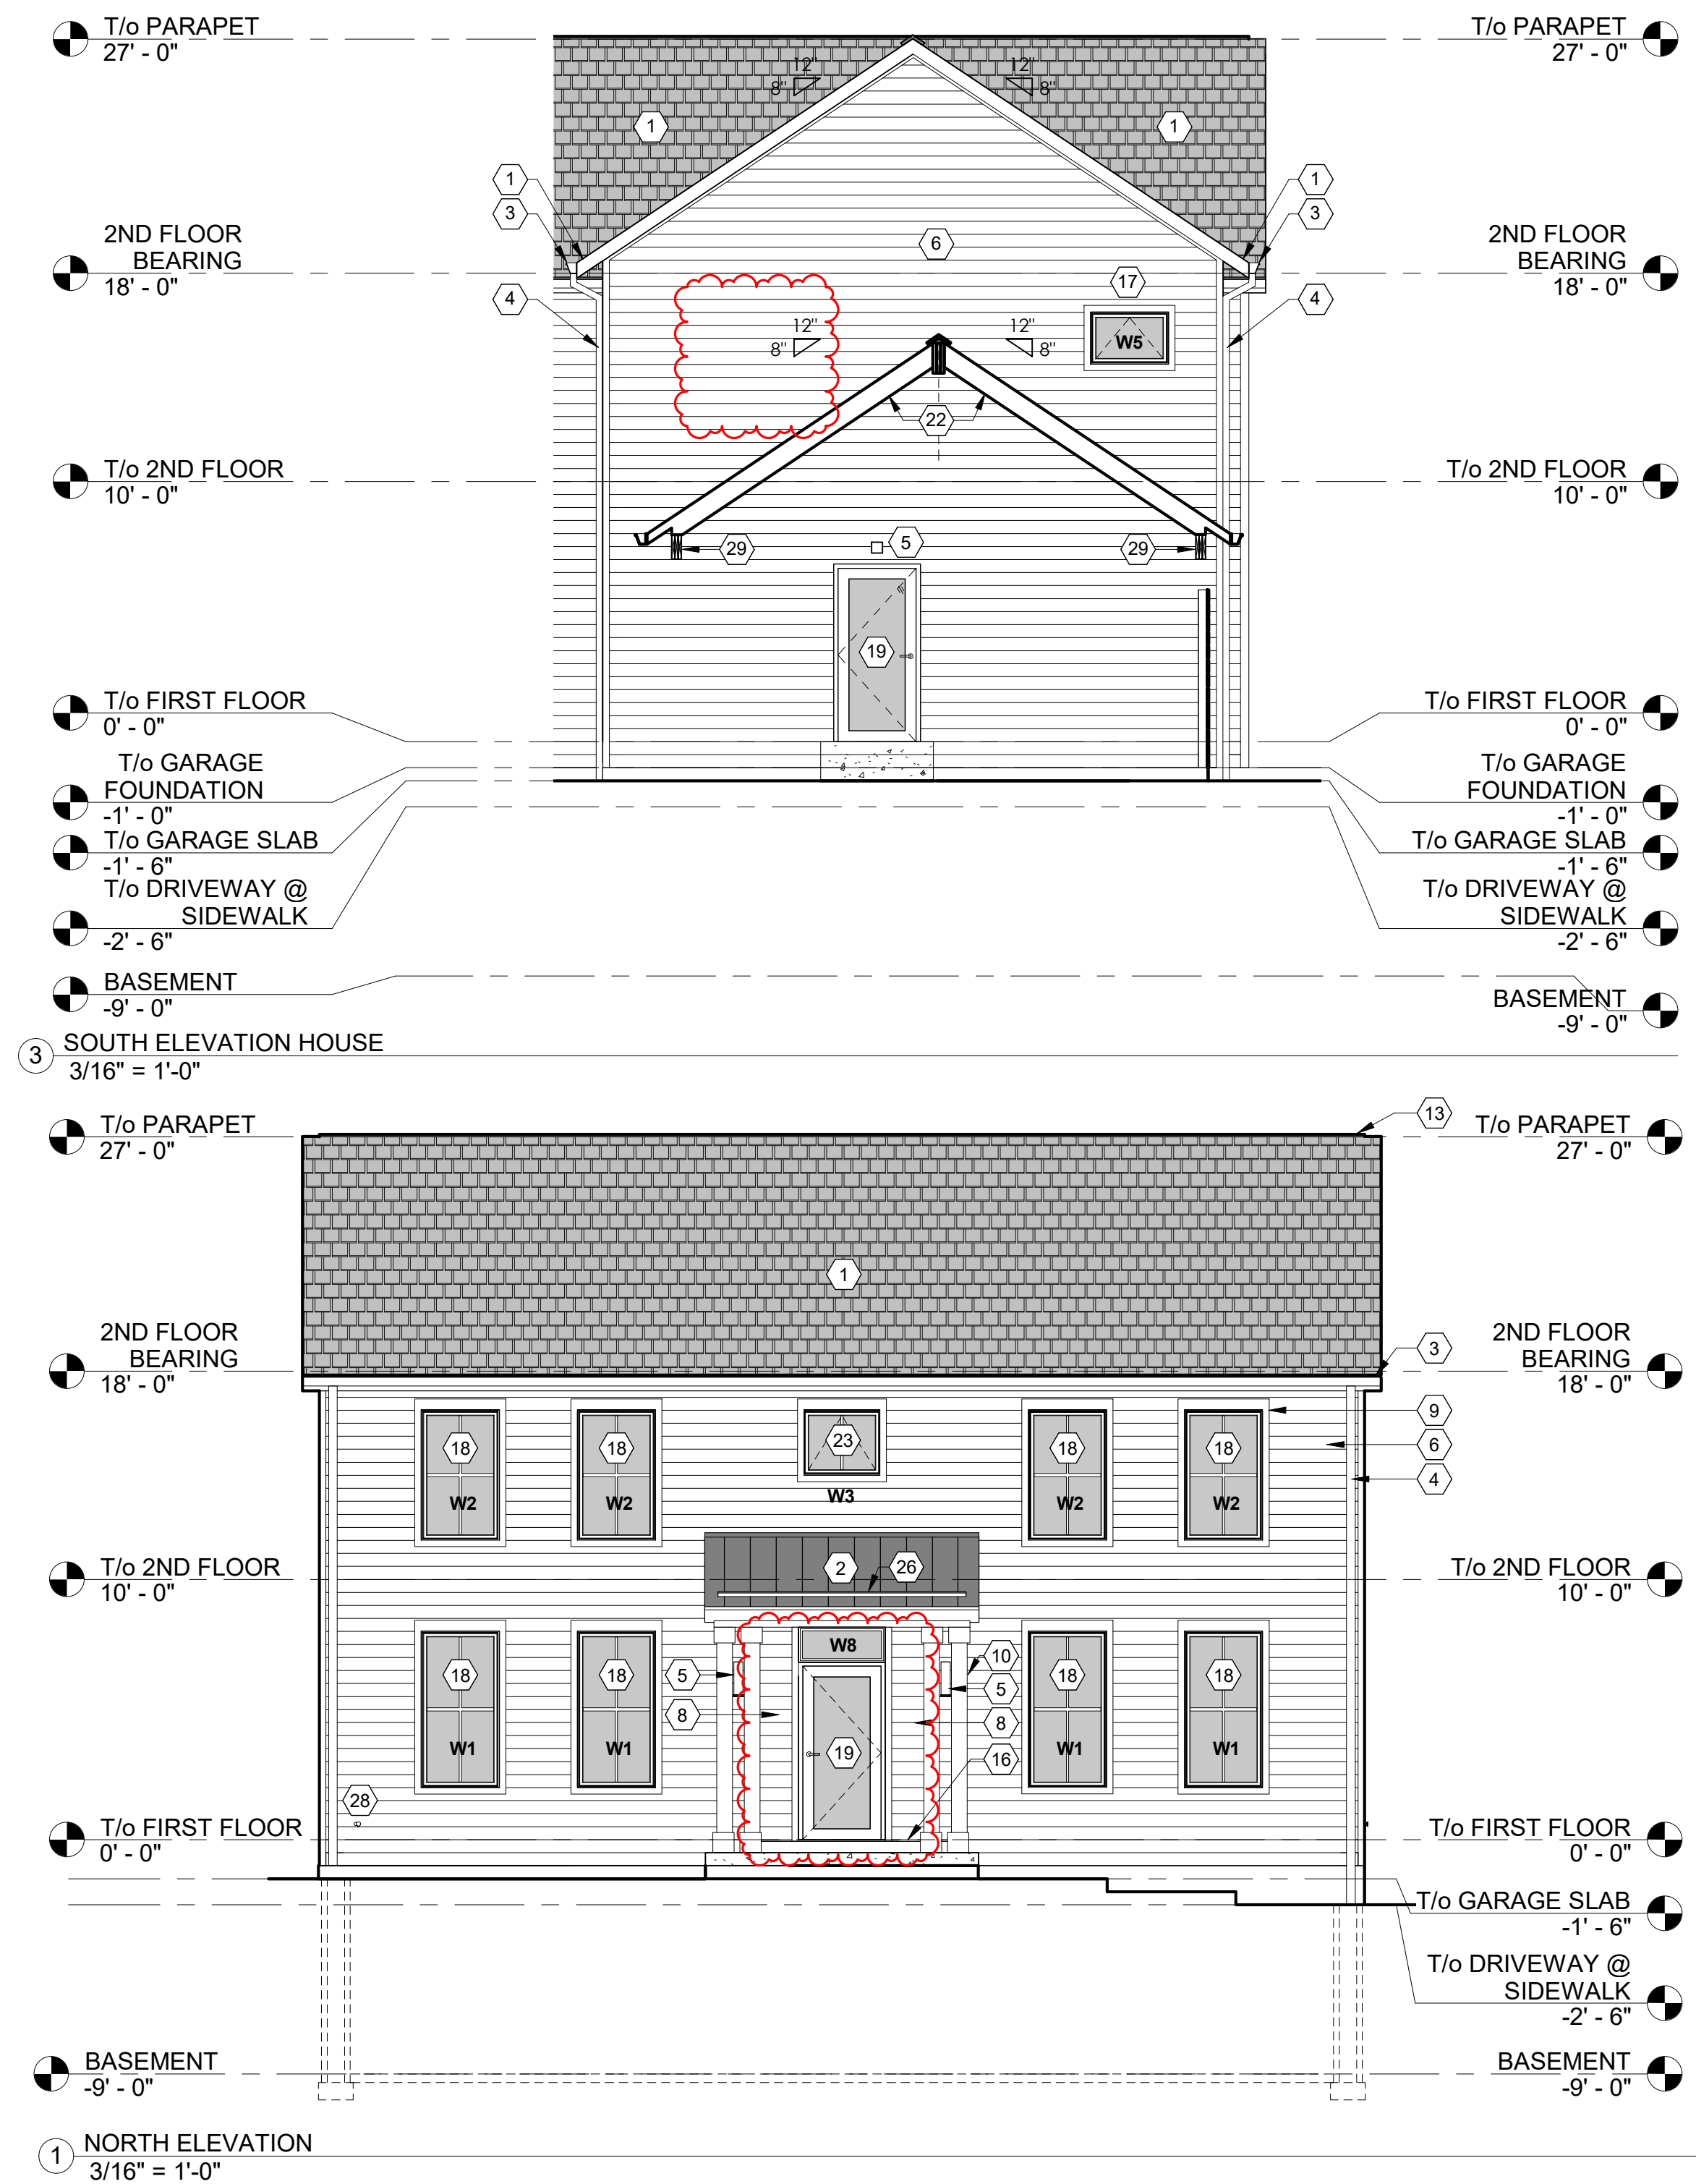 T/o PARAPET
27' - 0"
T/o PARAPET
27' - 0"
12"
8"
12"
8"
1
1
1
3
1
3
2ND FLOOR
BEARING
18' - 0"
2ND FLOOR
BEARING
18' - 0"
6
17
4
4
12"
8"
12"
8"
W5
22
T/o 2ND FLOOR
10' - 0"
T/o 2ND FLOOR
10' - 0"
29
5
29
19
T/o FIRST FLOOR
0' - 0"
T/o FIRST FLOOR
0' - 0"
T/o GARAGE
FOUNDATION
-1' - 0"
T/o GARAGE
FOUNDATION
-1' - 0"
T/o GARAGE SLAB
-1' - 6"
T/o GARAGE SLAB
-1' - 6"
T/o DRIVEWAY @
SIDEWALK
-2' - 6"
T/o DRIVEWAY @
SIDEWALK
-2' - 6"
BASEMENT
-9' - 0"
BASEMENT
-9' - 0"
3
SOUTH ELEVATION HOUSE
3/16" = 1'-0"
T/o PARAPET
27' - 0"
13
T/o PARAPET
27' - 0"
1
2ND FLOOR
BEARING
18' - 0"
3
2ND FLOOR
BEARING
18' - 0"
9
18
18
23
18
18
6
4
W2
W2
W3
W2
W2
T/o 2ND FLOOR
10' - 0"
2
26
T/o 2ND FLOOR
10' - 0"
W8
18
18
5
10
18
18
5
8
8
W1
W1
19
16
W1
W1
28
T/o FIRST FLOOR
0' - 0"
T/o FIRST FLOOR
0' - 0"
T/o GARAGE SLAB
-1' - 6"
T/o DRIVEWAY @
SIDEWALK
-2' - 6"
BASEMENT
-9' - 0"
BASEMENT
-9' - 0"
1
NORTH ELEVATION
3/16" = 1'-0"